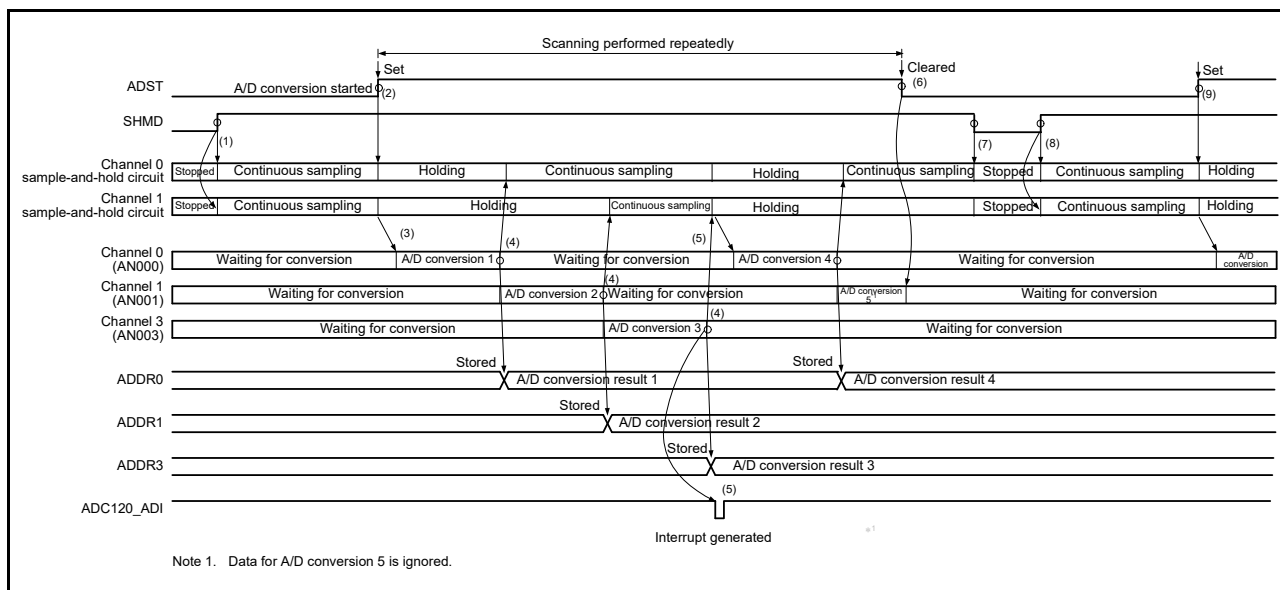 Scanning performed repeatedly
Set
Cleared
Set
ADST
A/D conversion started
(2)
(6)
(9)
SHMD
(1)
(7)
(8)
Channel 0
sample-and-hold circuit
Stopped
Continuous sampling
Holding
Continuous sampling
Holding
Continuous sampling
Stopped
Continuous sampling
Holding
Channel 1
sample-and-hold circuit
Stopped
Continuous sampling
Holding
Continuous sampling
Holding
Stopped
Continuous sampling
Holding
(3)
(4)
(5)
Channel 0
(AN000)
Waiting for conversion
A/D conversion 1
Waiting for conversion
A/D conversion 4
Waiting for conversion
A/D
conversion
(4)
Channel 1
(AN001)
Waiting for conversion
A/D conversion 2
Waiting for conversion
A/D conversion
5
Waiting for conversion
(4)
Channel 3
(AN003)
Waiting for conversion
A/D conversion 3
Waiting for conversion
Stored
ADDR0
A/D conversion result 1
A/D conversion result 4
Stored
ADDR1
A/D conversion result 2
Stored
ADDR3
A/D conversion result 3
(5)
ADC120_ADI
Interrupt generated
*1
Note 1. Data for A/D conversion 5 is ignored.